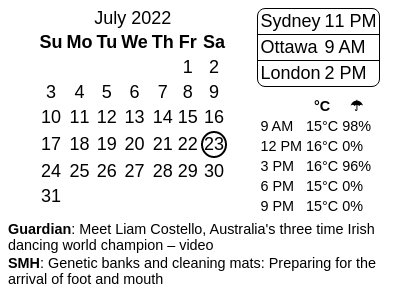 July 2022
Su Mo Tu We Th Fr Sa
1 2
3 4 5 6 7 8 9
10 11 12 13 14 15 16
17 18 19 20 21 22 23
24 25 26 27 28 29 30
31
Sydney 11 PM
Ottawa 9 AM
London 2 PM
°C ☂
9 AM 15°C 98%
12 PM 16°C 0%
3 PM 16°C 96%
6 PM 15°C 0%
9 PM 15°C 0%
Guardian: Meet Liam Costello, Australia's three time Irish
dancing world champion – video
SMH: Genetic banks and cleaning mats: Preparing for the
arrival of foot and mouth